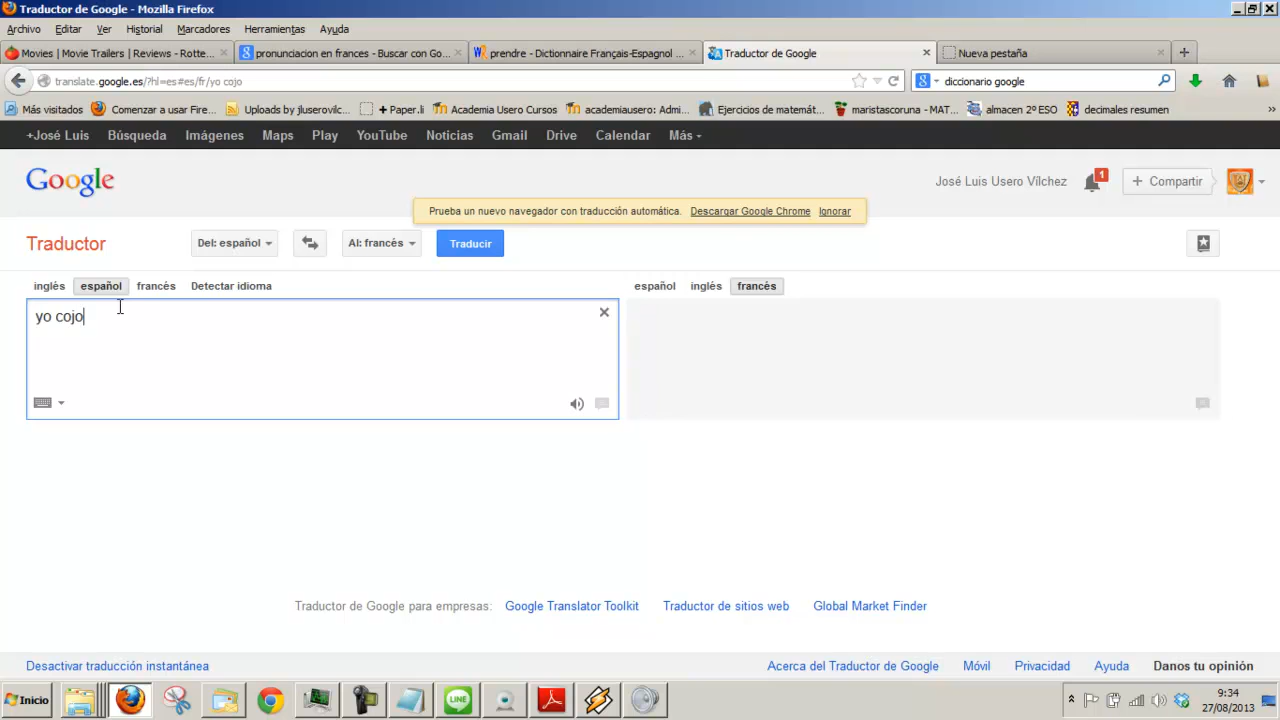 Traductor de Google - Mozilla Firefox
Archivo Editar Ver Historial Marcadores Herramientas Ayuda
Movies | Movie Trailers | Reviews - Rotte... pronunciacion en frances - Buscar con Go... prendre - Dictionnaire Français-Espagnol ... Traductor de Google Nueva pestaña
translate.google.es/?hl=es#es/fr/yo cojo diccionario google
Más visitados Comenzar a usar Fire... Uploads by jluserovilc... + Paper.li Academia Usero Cursos academiausero: Admi... Ejercicios de matemát... maristascoruna - MAT... almacen 2º ESO decimales resumen
+José Luis Búsqueda Imágenes Maps Play YouTube Noticias Gmail Drive Calendar Más
Google José Luis Usero Vílchez 1 + Compartir
Prueba un nuevo navegador con traducción automática. Descargar Google Chrome Ignorar
Traductor Del: español Al: francés Traducir
inglés español francés Detectar idioma español inglés francés
yo cojo
Traductor de Google para empresas: Google Translator Toolkit Traductor de sitios web Global Market Finder
Desactivar traducción instantánea Acerca del Traductor de Google Móvil Privacidad Ayuda Danos tu opinión
Inicio LINE 9:34
27/08/2013